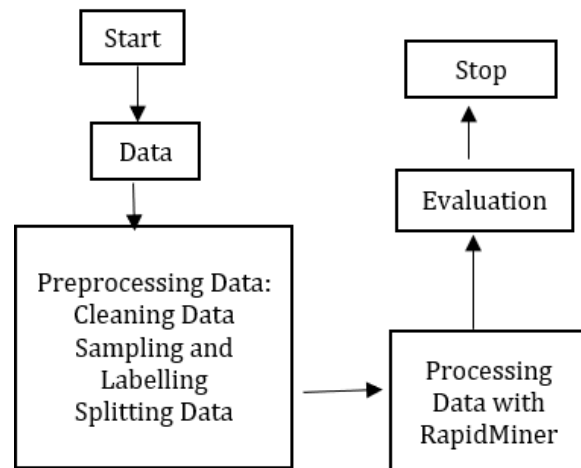 Start
Data
Preprocessing Data:
Cleaning Data
Sampling and
Labelling
Splitting Data
Processing
Data with
RapidMiner
Evaluation
Stop